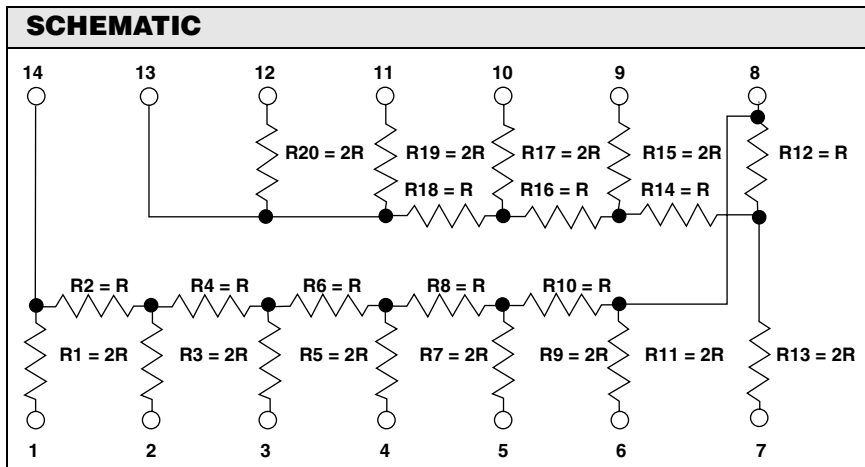 SCHEMATIC
14 13 12 11 10 9 8
R20 = 2R R19 = 2R R17 = 2R R15 = 2R R12 = R
R18 = R R16 = R R14 = R
R2 = R R4 = R R6 = R R8 = R R10 = R
R1 = 2R R3 = 2R R5 = 2R R7 = 2R R9 = 2R R11 = 2R R13 = 2R
1 2 3 4 5 6 7